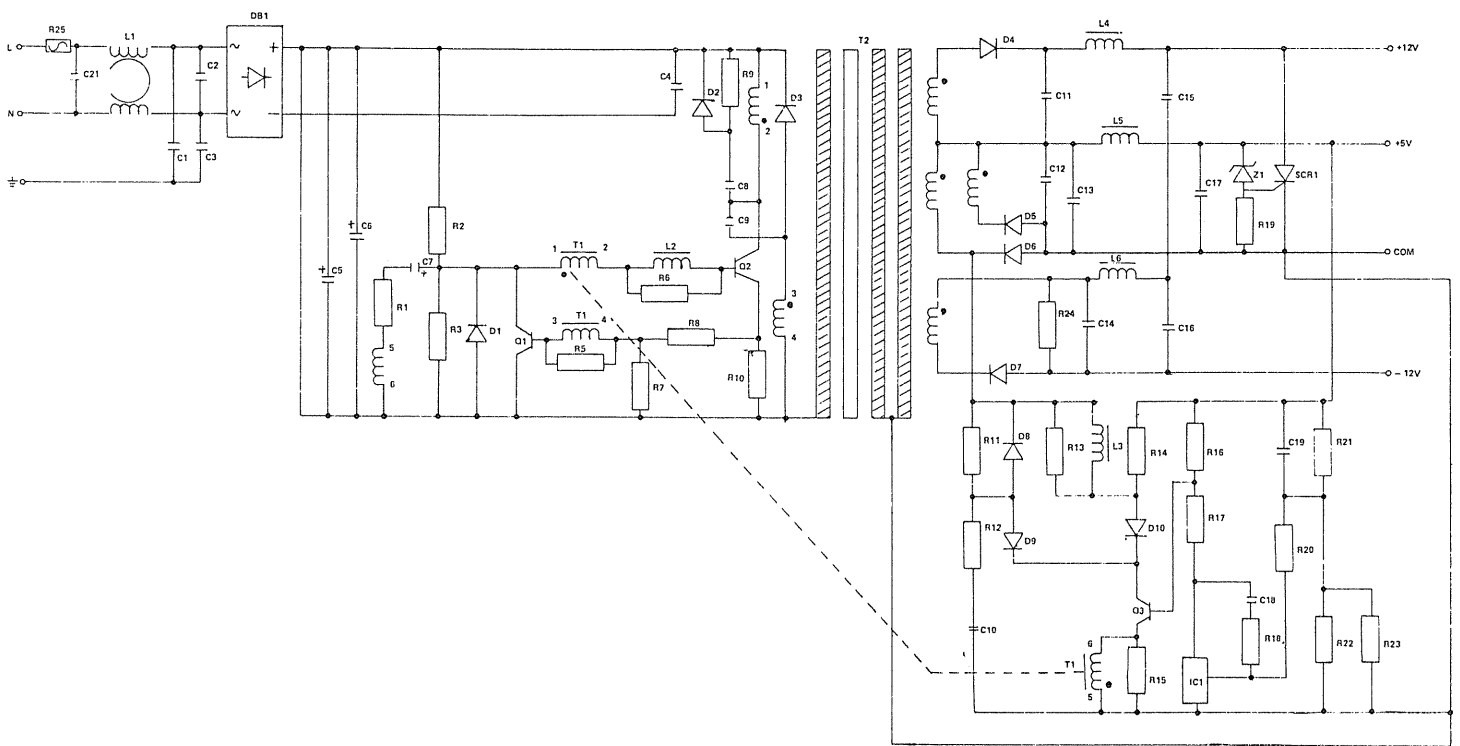 DB1
R25
L1
L
C21
C2
N
C1
C3
+
~
~
-
C4
D2
R9
1
2
D3
T2
C8
C9
C5
C6
R2
C7
R1
R3
D1
5
6
1
T1
2
L2
R6
Q2
Q1
3
T1
4
R5
R8
R7
R10
3
4
D4
L4
+12V
C11
C15
L5
+5V
C12
C13
C17
Z1
SCR1
R19
D5
D6
COM
L6
R24
C14
C16
D7
-12V
R11
D8
R13
L3
R14
R16
C19
R21
R12
D9
D10
R17
R20
C10
Q3
C18
R18
R22
R23
T1
6
5
R15
IC1